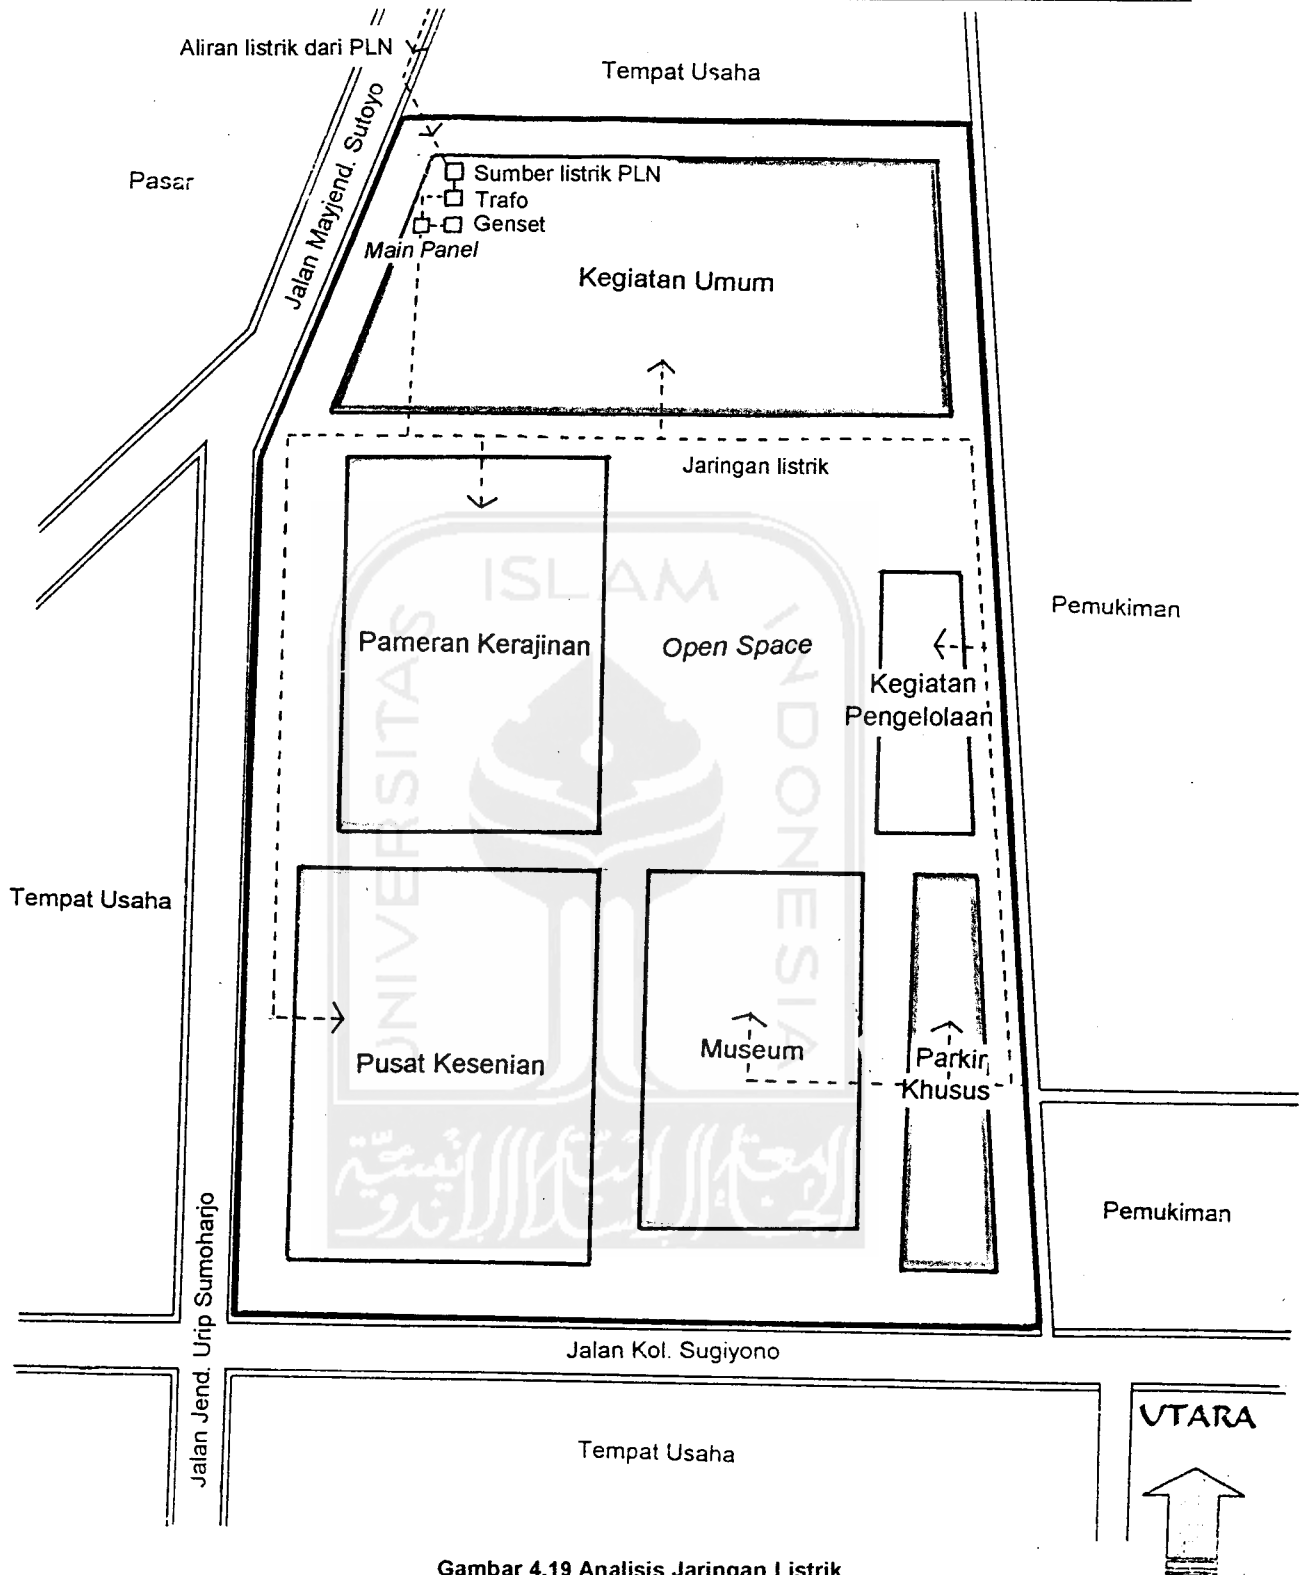 Aliran listrik dari PLN
Tempat Usaha
Pasar
Jalan Mayjend. Sutoyo
Sumber listrik PLN
Trafo
Genset
Main Panel
Kegiatan Umum
Jaringan listrik
ISLAM
UNIVERSITAS
INDONESIA
Pameran Kerajinan
Open Space
Pemukiman
Kegiatan
Pengelolaan
Tempat Usaha
Pusat Kesenian
Museum
Parkir
Khusus
Pemukiman
Jalan Jend. Urip Sumoharjo
Jalan Kol. Sugiyono
Tempat Usaha
UTARA
Gambar 4.19 Analisis Jaringan Listrik